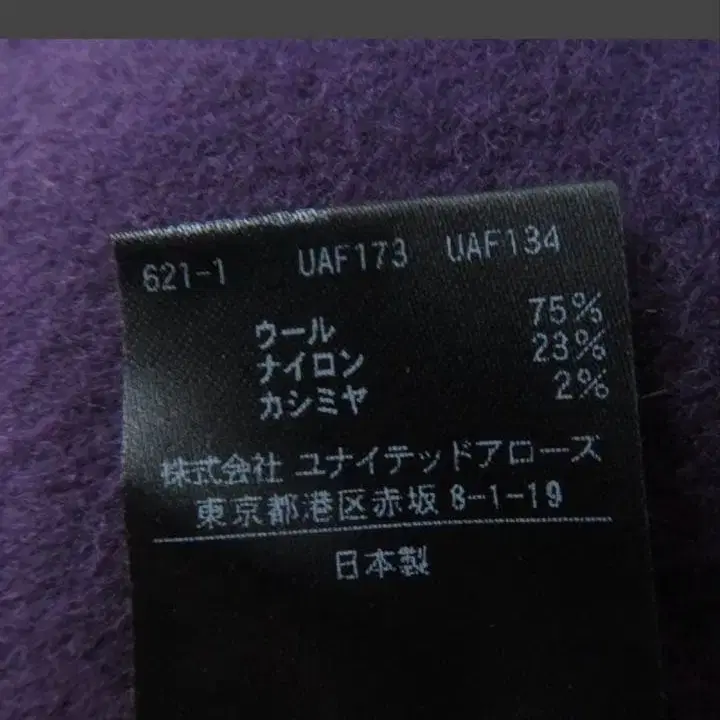 621-1 UAF173 UAF134
ウール 75%
ナイロン 23%
カシミヤ 2%
株式会社 ユナイテッドアローズ
東京都港区赤坂 8-1-19
日本製